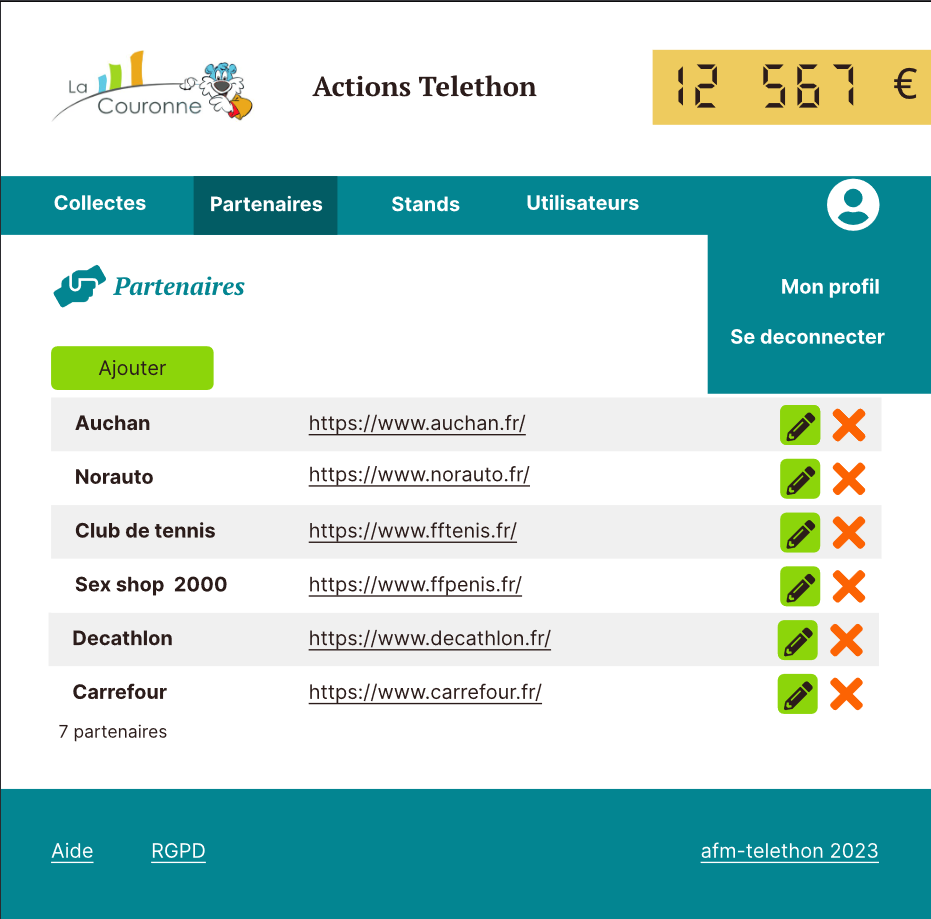 La
Couronne
Actions Telethon
12 567 €
Collectes
Partenaires
Stands
Utilisateurs
Partenaires
Mon profil
Se deconnecter
Ajouter
Auchan https://www.auchan.fr/
Norauto https://www.norauto.fr/
Club de tennis https://www.fftenis.fr/
Sex shop 2000 https://www.ffpenis.fr/
Decathlon https://www.decathlon.fr/
Carrefour https://www.carrefour.fr/
7 partenaires
Aide
RGPD
afm-telethon 2023